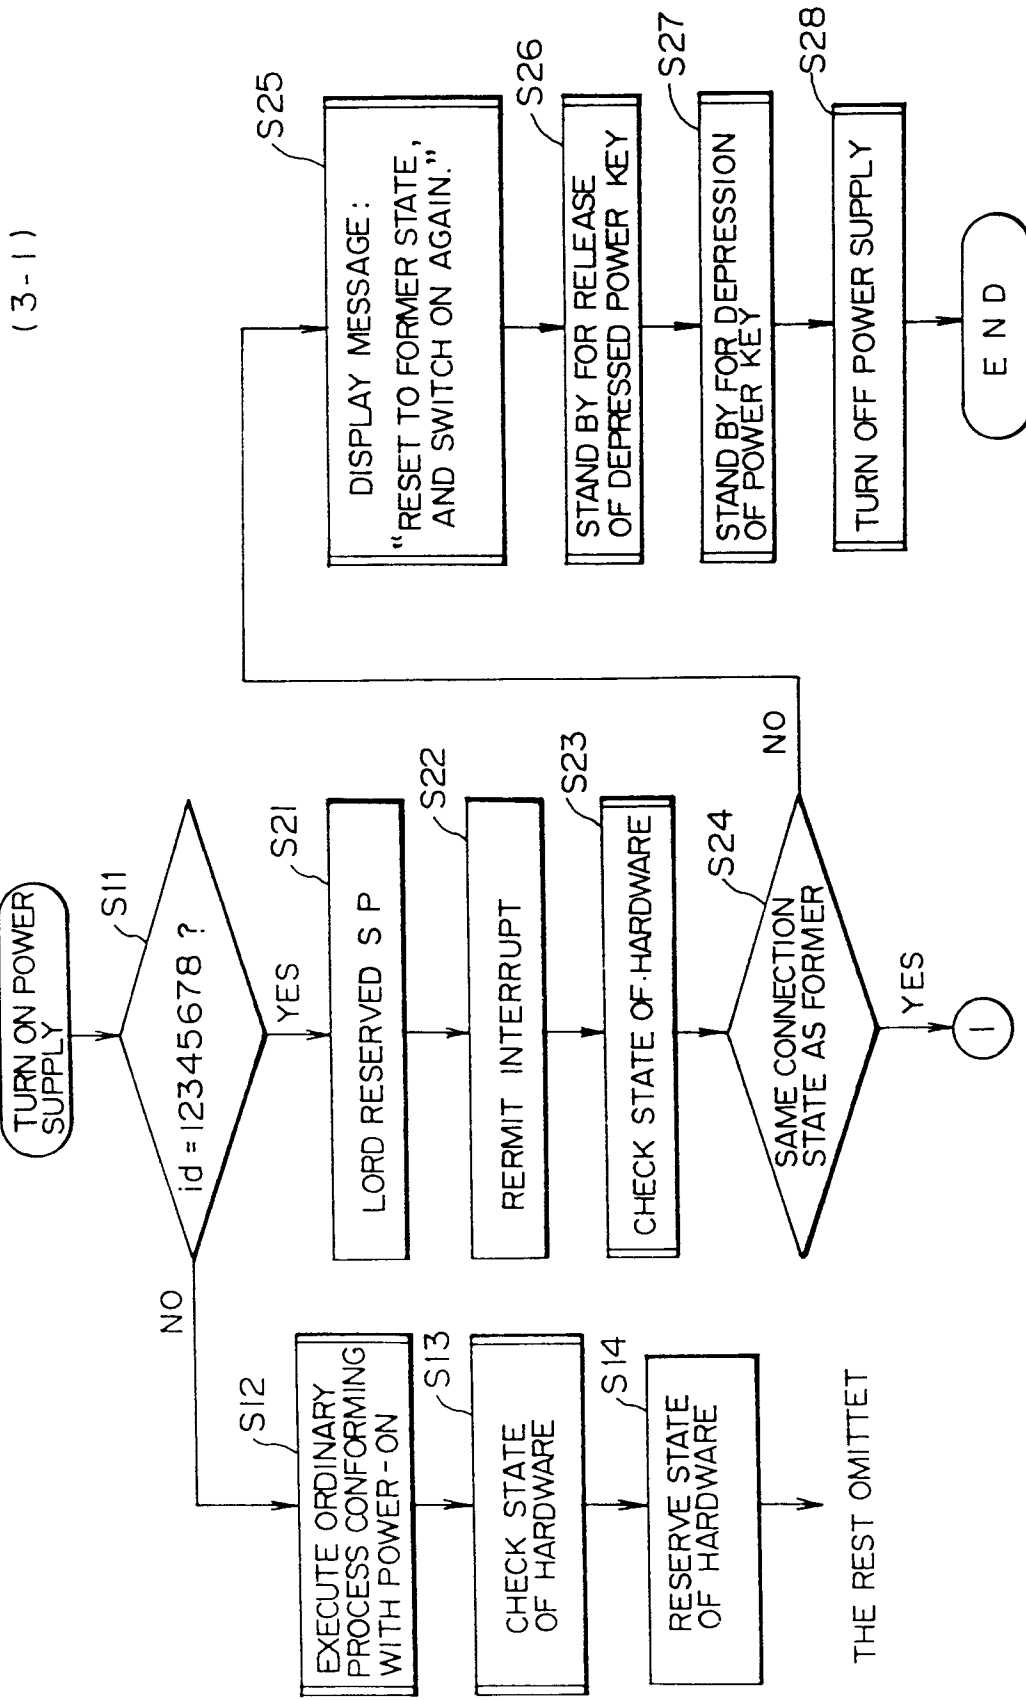 (3-1)
TURN ON POWER
SUPPLY
S11
id = 12345678 ?
NO
YES
S12
EXECUTE ORDINARY
PROCESS CONFORMING
WITH POWER-ON
S13
CHECK STATE
OF HARDWARE
S14
RESERVE STATE
OF HARDWARE
THE REST OMITTET
S21
LORD RESERVED S P
S22
RERMIT INTERRUPT
S23
CHECK STATE OF HARDWARE
S24
SAME CONNECTION
STATE AS FORMER
NO
YES
1
S25
DISPLAY MESSAGE :
“RESET TO FORMER STATE,
AND SWITCH ON AGAIN.”
S26
STAND BY FOR RELEASE
OF DEPRESSED POWER KEY
S27
STAND BY FOR DEPRESSION
OF POWER KEY
S28
TURN OFF POWER SUPPLY
END